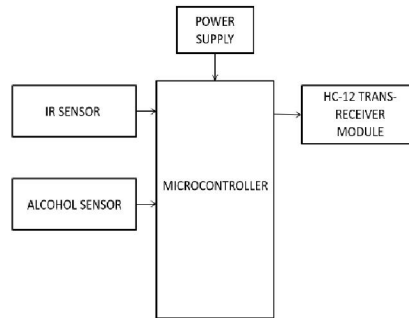 POWER
SUPPLY
IR SENSOR
HC-12 TRANS-
RECEIVER
MODULE
MICROCONTROLLER
ALCOHOL SENSOR